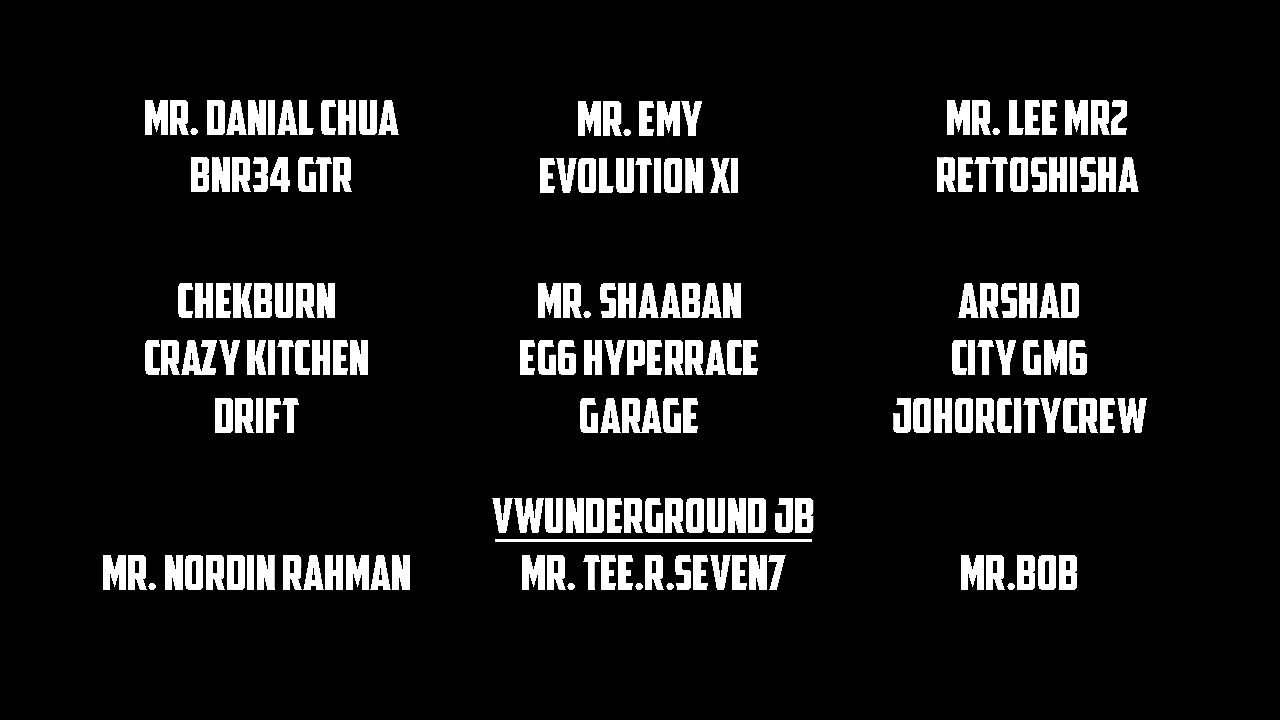 MR. DANIAL CHUA
BNR34 GTR
MR. EMY
EVOLUTION XI
MR. LEE MR2
RETTOSHISHA
CHEKBURN
CRAZY KITCHEN
DRIFT
MR. SHAABAN
EG6 HYPERRACE
GARAGE
ARSHAD
CITY GM6
JOHORCITYCREW
VWUNDERGROUND JB
MR. NORDIN RAHMAN
MR. TEE.R.SEVEN7
MR.BOB